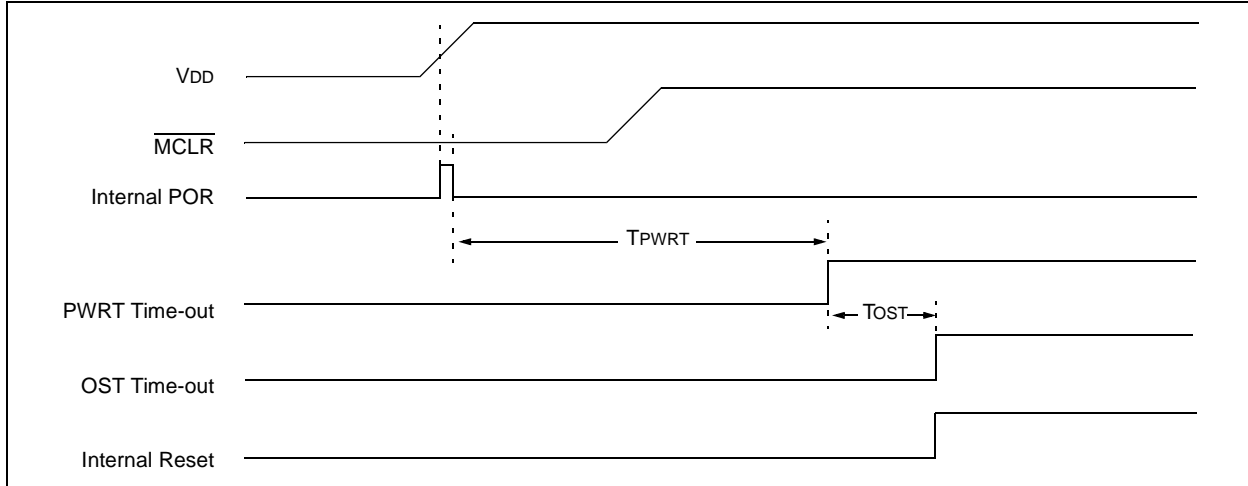 VDD
MCLR
Internal POR
TPWRT
PWRT Time-out
TOST
OST Time-out
Internal Reset